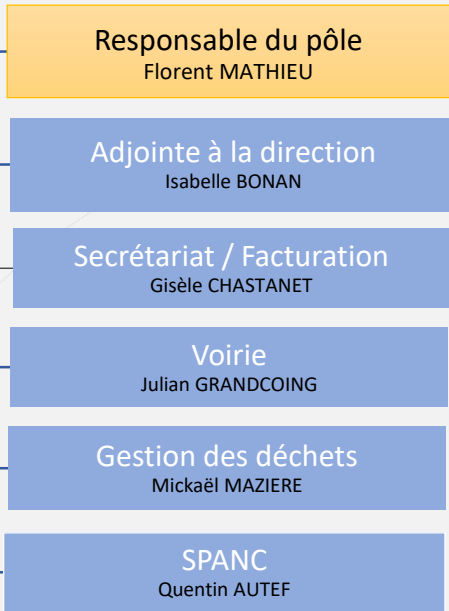 Responsable du pôle
Florent MATHIEU
Adjointe à la direction
Isabelle BONAN
Secrétariat / Facturation
Gisèle CHASTANET
Voirie
Julian GRANDCOING
Gestion des déchets
Mickaël MAZIERE
SPANC
Quentin AUTEF